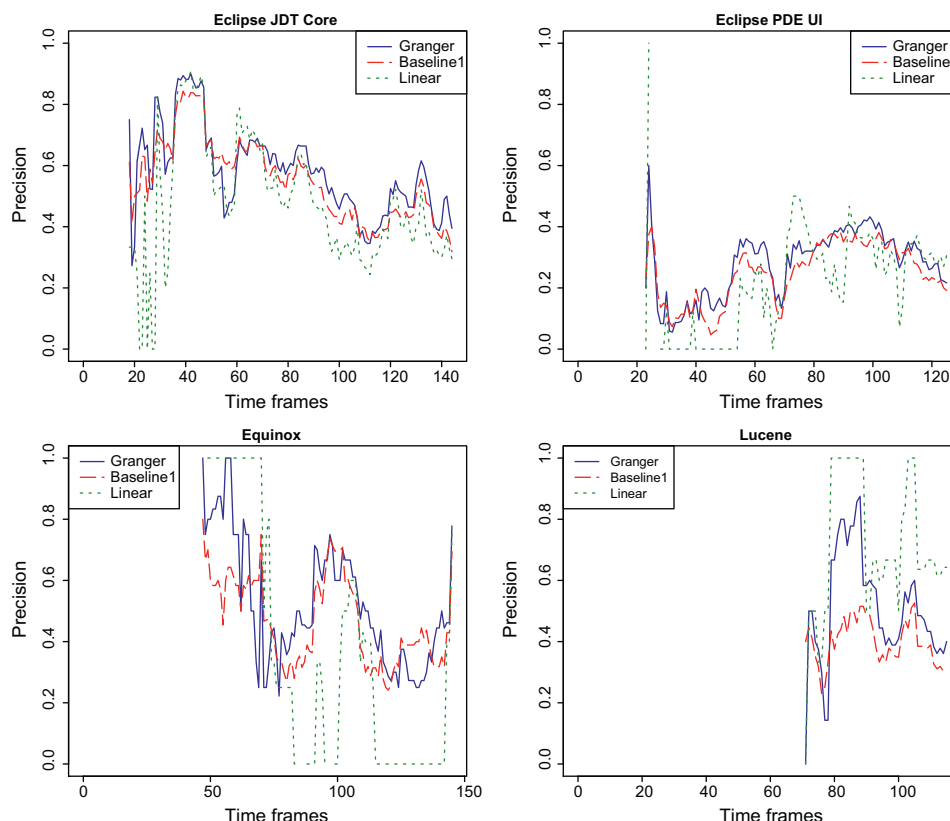 Eclipse JDT Core
Precision
0.0 0.2 0.4 0.6 0.8 1.0
Granger
Baseline1
Linear
0 20 40 60 80 100 120 140
Time frames
Eclipse PDE UI
Precision
0.0 0.2 0.4 0.6 0.8 1.0
Granger
Baseline
Linear
0 20 40 60 80 100 120
Time frames
Equinox
Precision
0.0 0.2 0.4 0.6 0.8 1.0
Granger
Baseline1
Linear
0 50 100 150
Time frames
Lucene
Precision
0.0 0.2 0.4 0.6 0.8 1.0
Granger
Baseline1
Linear
0 20 40 60 80 100
Time frames